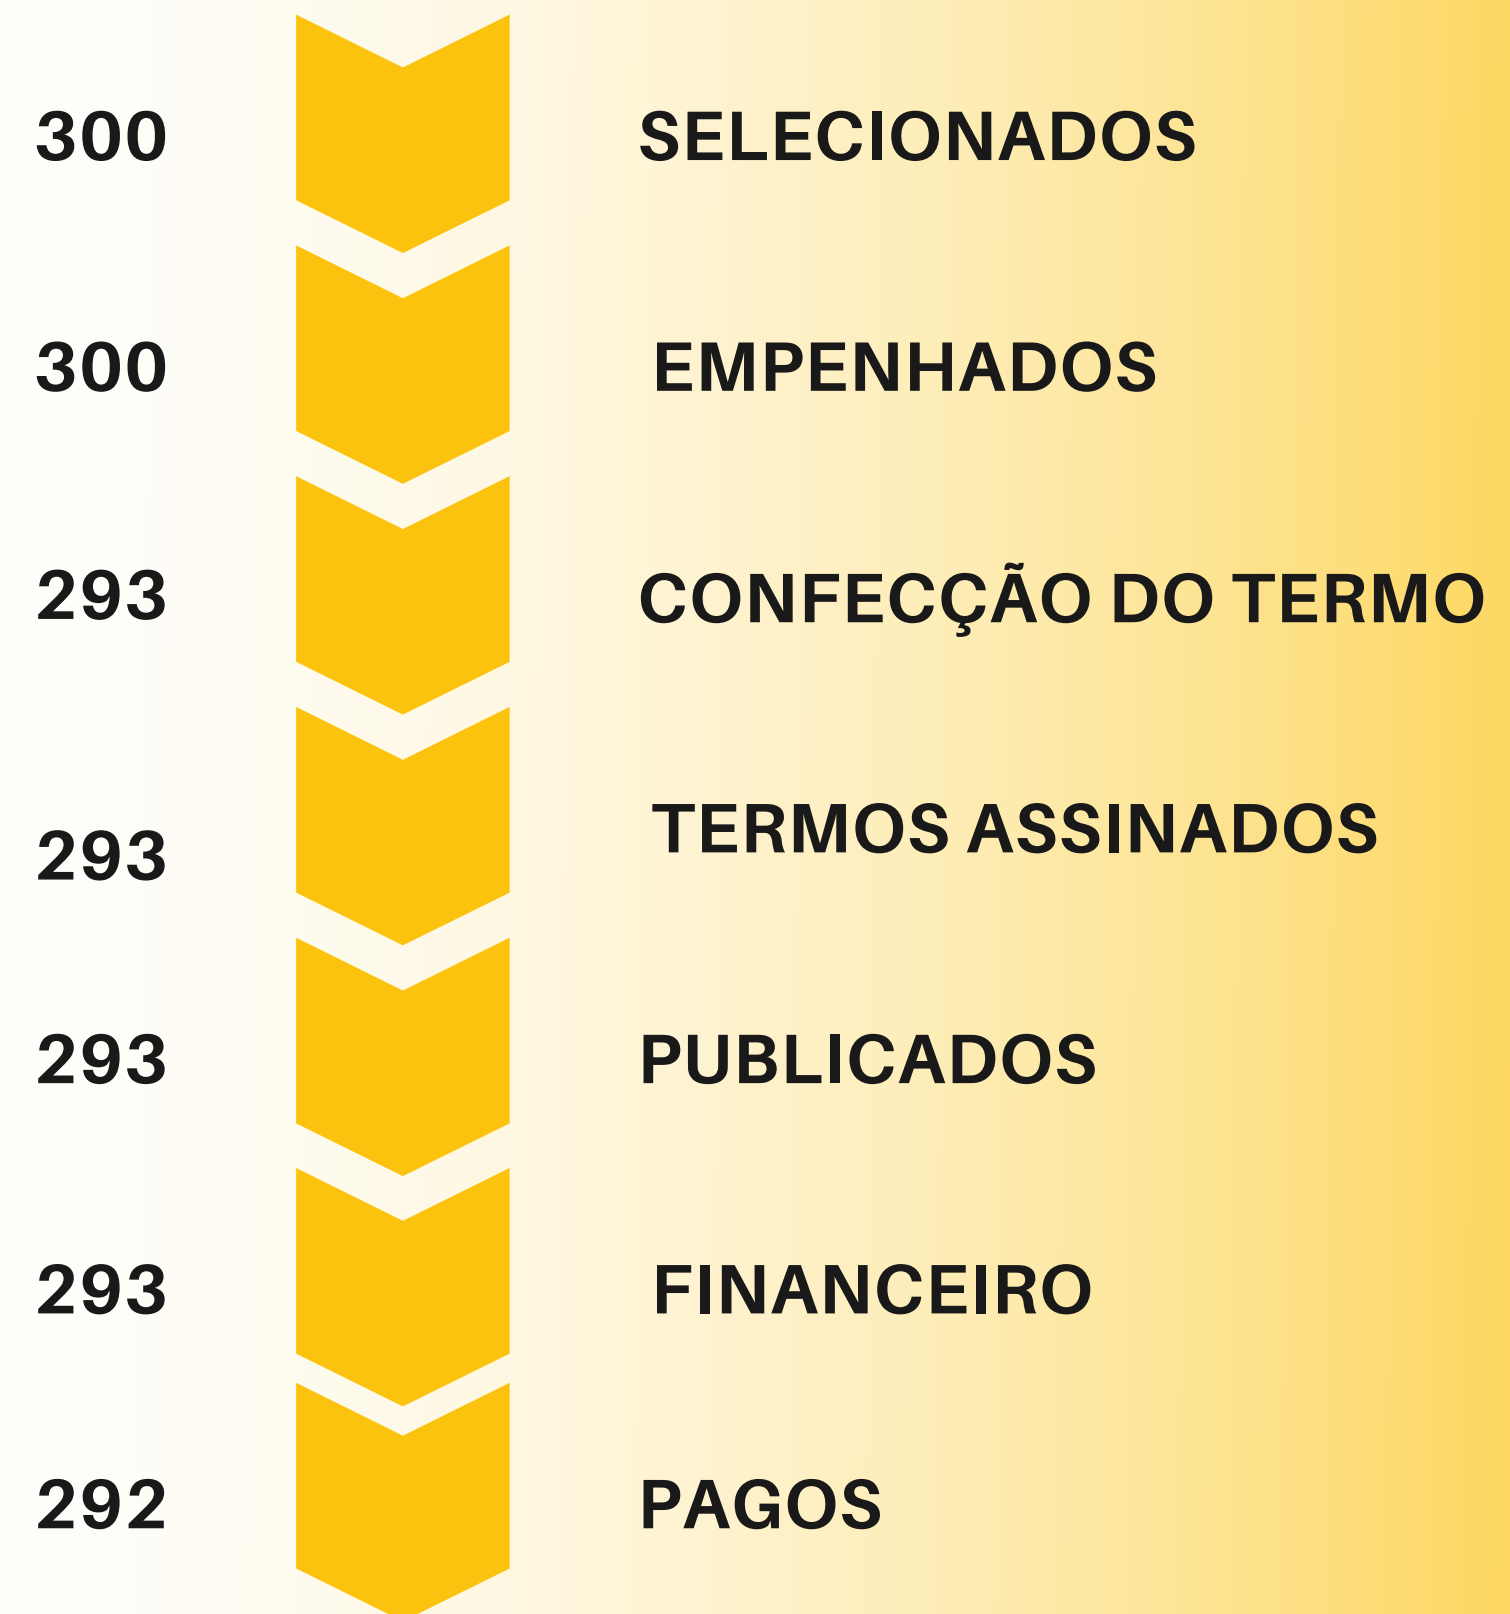 300 SELECIONADOS
300 EMPENHADOS
293 CONFECÇÃO DO TERMO
293 TERMOS ASSINADOS
293 PUBLICADOS
293 FINANCEIRO
292 PAGOS